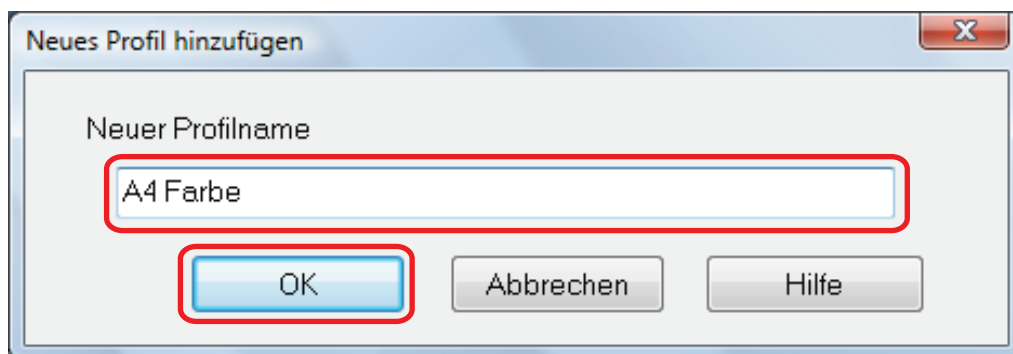 Neues Profil hinzufügen
Neuer Profilname
A4 Farbe
OK Abbrechen Hilfe